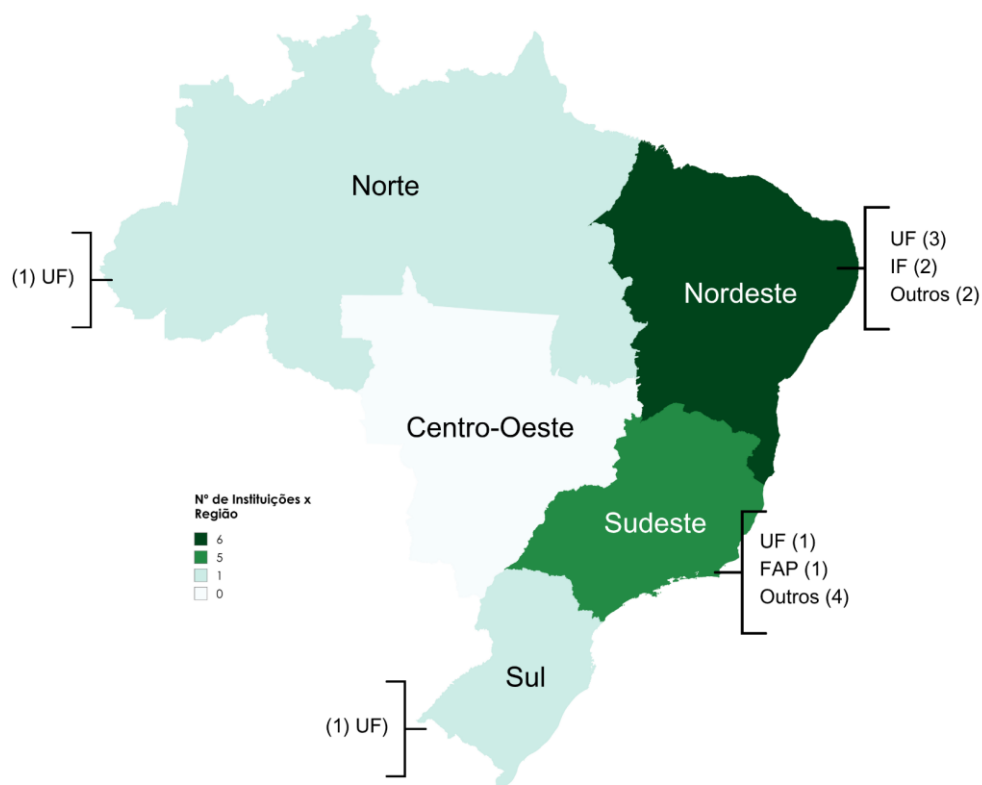 Norte
(1) UF)
UF (3)
IF (2)
Outros (2)
Nordeste
Centro-Oeste
Nº de Instituições x
Região
6
5
1
0
Sudeste
UF (1)
FAP (1)
Outros (4)
Sul
(1) UF)